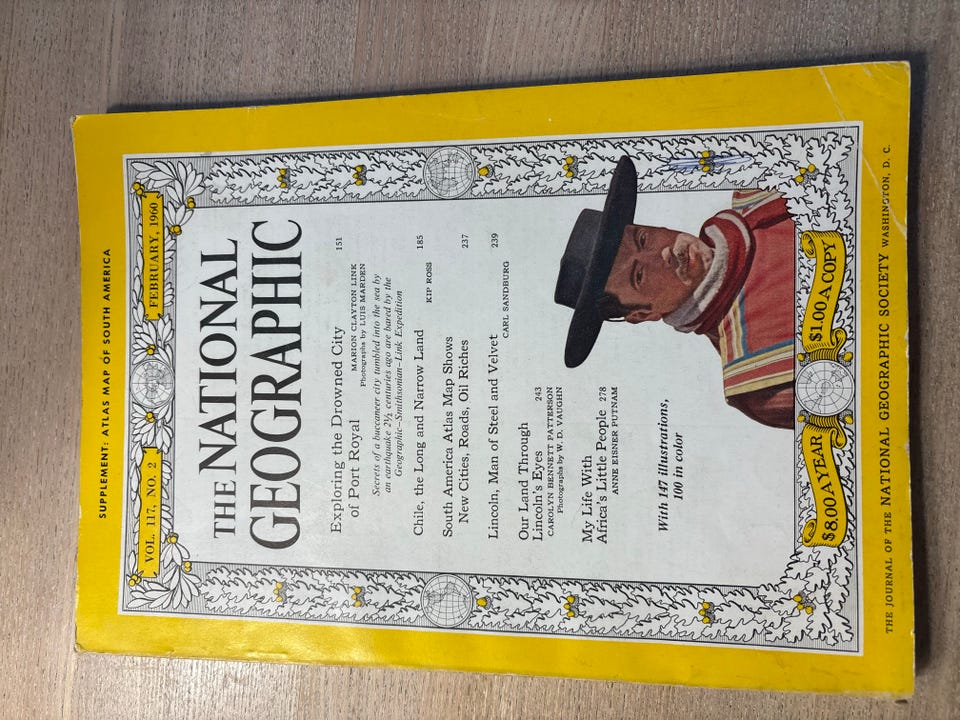 SUPPLEMENT: ATLAS MAP OF SOUTH AMERICA
VOL. 117, NO. 2
FEBRUARY, 1960
THE NATIONAL
GEOGRAPHIC
Exploring the Drowned City
of Port Royal 151
MARION CLAYTON LINK
Photographs by LUIS MARDEN
Secrets of a buccaneer city tumbled into the sea by
an earthquake 2½ centuries ago are bared by the
Geographic–Smithsonian–Link Expedition
Chile, the Long and Narrow Land 185
KIP ROSS
South America Atlas Map Shows
New Cities, Roads, Oil Riches 237
Lincoln, Man of Steel and Velvet 239
CARL SANDBURG
Our Land Through
Lincoln's Eyes 243
CAROLYN BENNETT PATTERSON
Photographs by W. D. VAUGHN
My Life With
Africa's Little People 278
ANNE EISNER PUTNAM
With 147 illustrations,
100 in color
$8.00 A YEAR
$1.00 A COPY
THE JOURNAL OF THE NATIONAL GEOGRAPHIC SOCIETY WASHINGTON, D. C.